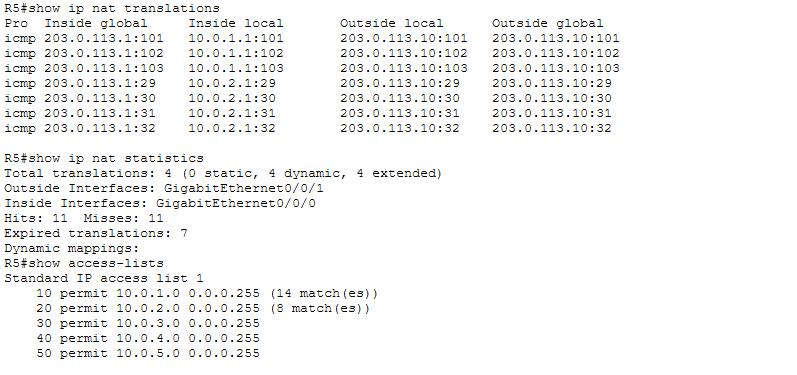 R5#show ip nat translations
Pro  Inside global     Inside local       Outside local      Outside global
icmp 203.0.113.1:101   10.0.1.1:101       203.0.113.10:101   203.0.113.10:101
icmp 203.0.113.1:102   10.0.1.1:102       203.0.113.10:102   203.0.113.10:102
icmp 203.0.113.1:103   10.0.1.1:103       203.0.113.10:103   203.0.113.10:103
icmp 203.0.113.1:29    10.0.2.1:29        203.0.113.10:29    203.0.113.10:29
icmp 203.0.113.1:30    10.0.2.1:30        203.0.113.10:30    203.0.113.10:30
icmp 203.0.113.1:31    10.0.2.1:31        203.0.113.10:31    203.0.113.10:31
icmp 203.0.113.1:32    10.0.2.1:32        203.0.113.10:32    203.0.113.10:32
R5#show ip nat statistics
Total translations: 4 (0 static, 4 dynamic, 4 extended)
Outside Interfaces: GigabitEthernet0/0/1
Inside Interfaces: GigabitEthernet0/0/0
Hits: 11  Misses: 11
Expired translations: 7
Dynamic mappings:
R5#show access-lists
Standard IP access list 1
    10 permit 10.0.1.0 0.0.0.255 (14 match(es))
    20 permit 10.0.2.0 0.0.0.255 (8 match(es))
    30 permit 10.0.3.0 0.0.0.255
    40 permit 10.0.4.0 0.0.0.255
    50 permit 10.0.5.0 0.0.0.255